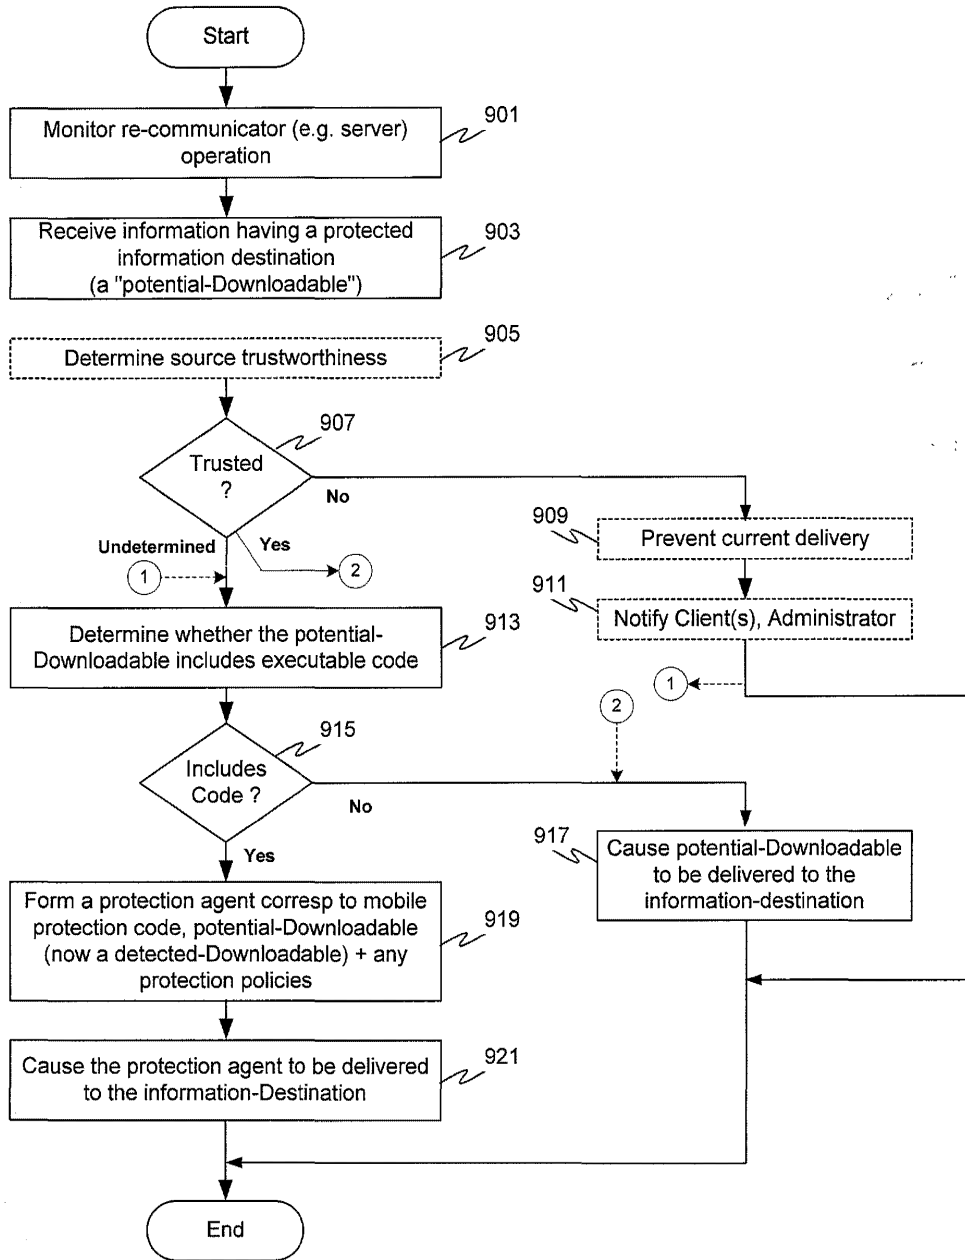 Start
Monitor re-communicator (e.g. server)
operation
901
Receive information having a protected
information destination
(a "potential-Downloadable")
903
Determine source trustworthiness
905
907
Trusted
?
No
Undetermined
Yes
1
2
909
Prevent current delivery
911
Notify Client(s), Administrator
1
2
Determine whether the potential-
Downloadable includes executable code
913
915
Includes
Code ?
No
Yes
917
Cause potential-Downloadable
to be delivered to the
information-destination
Form a protection agent corresp to mobile
protection code, potential-Downloadable
(now a detected-Downloadable) + any
protection policies
919
Cause the protection agent to be delivered
to the information-Destination
921
End